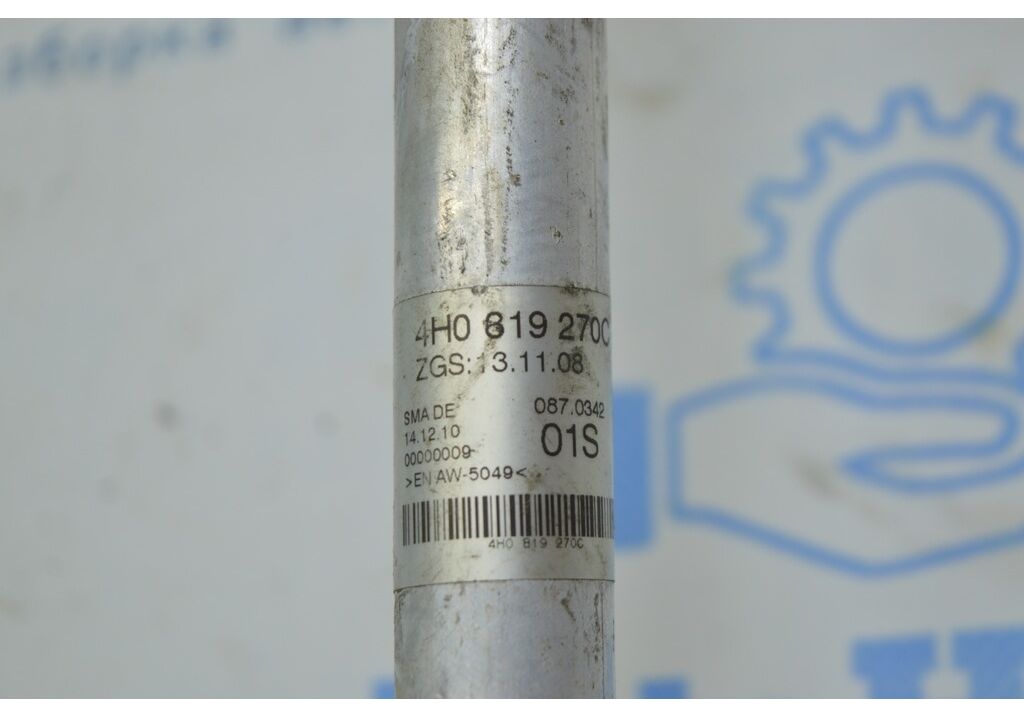 зборка
4H0 819 270C
ZGS: 13.11.08
SMA DE 087.0342
14.12.10 01S
00000009
>EN AW-5049<
4H0 819 270C